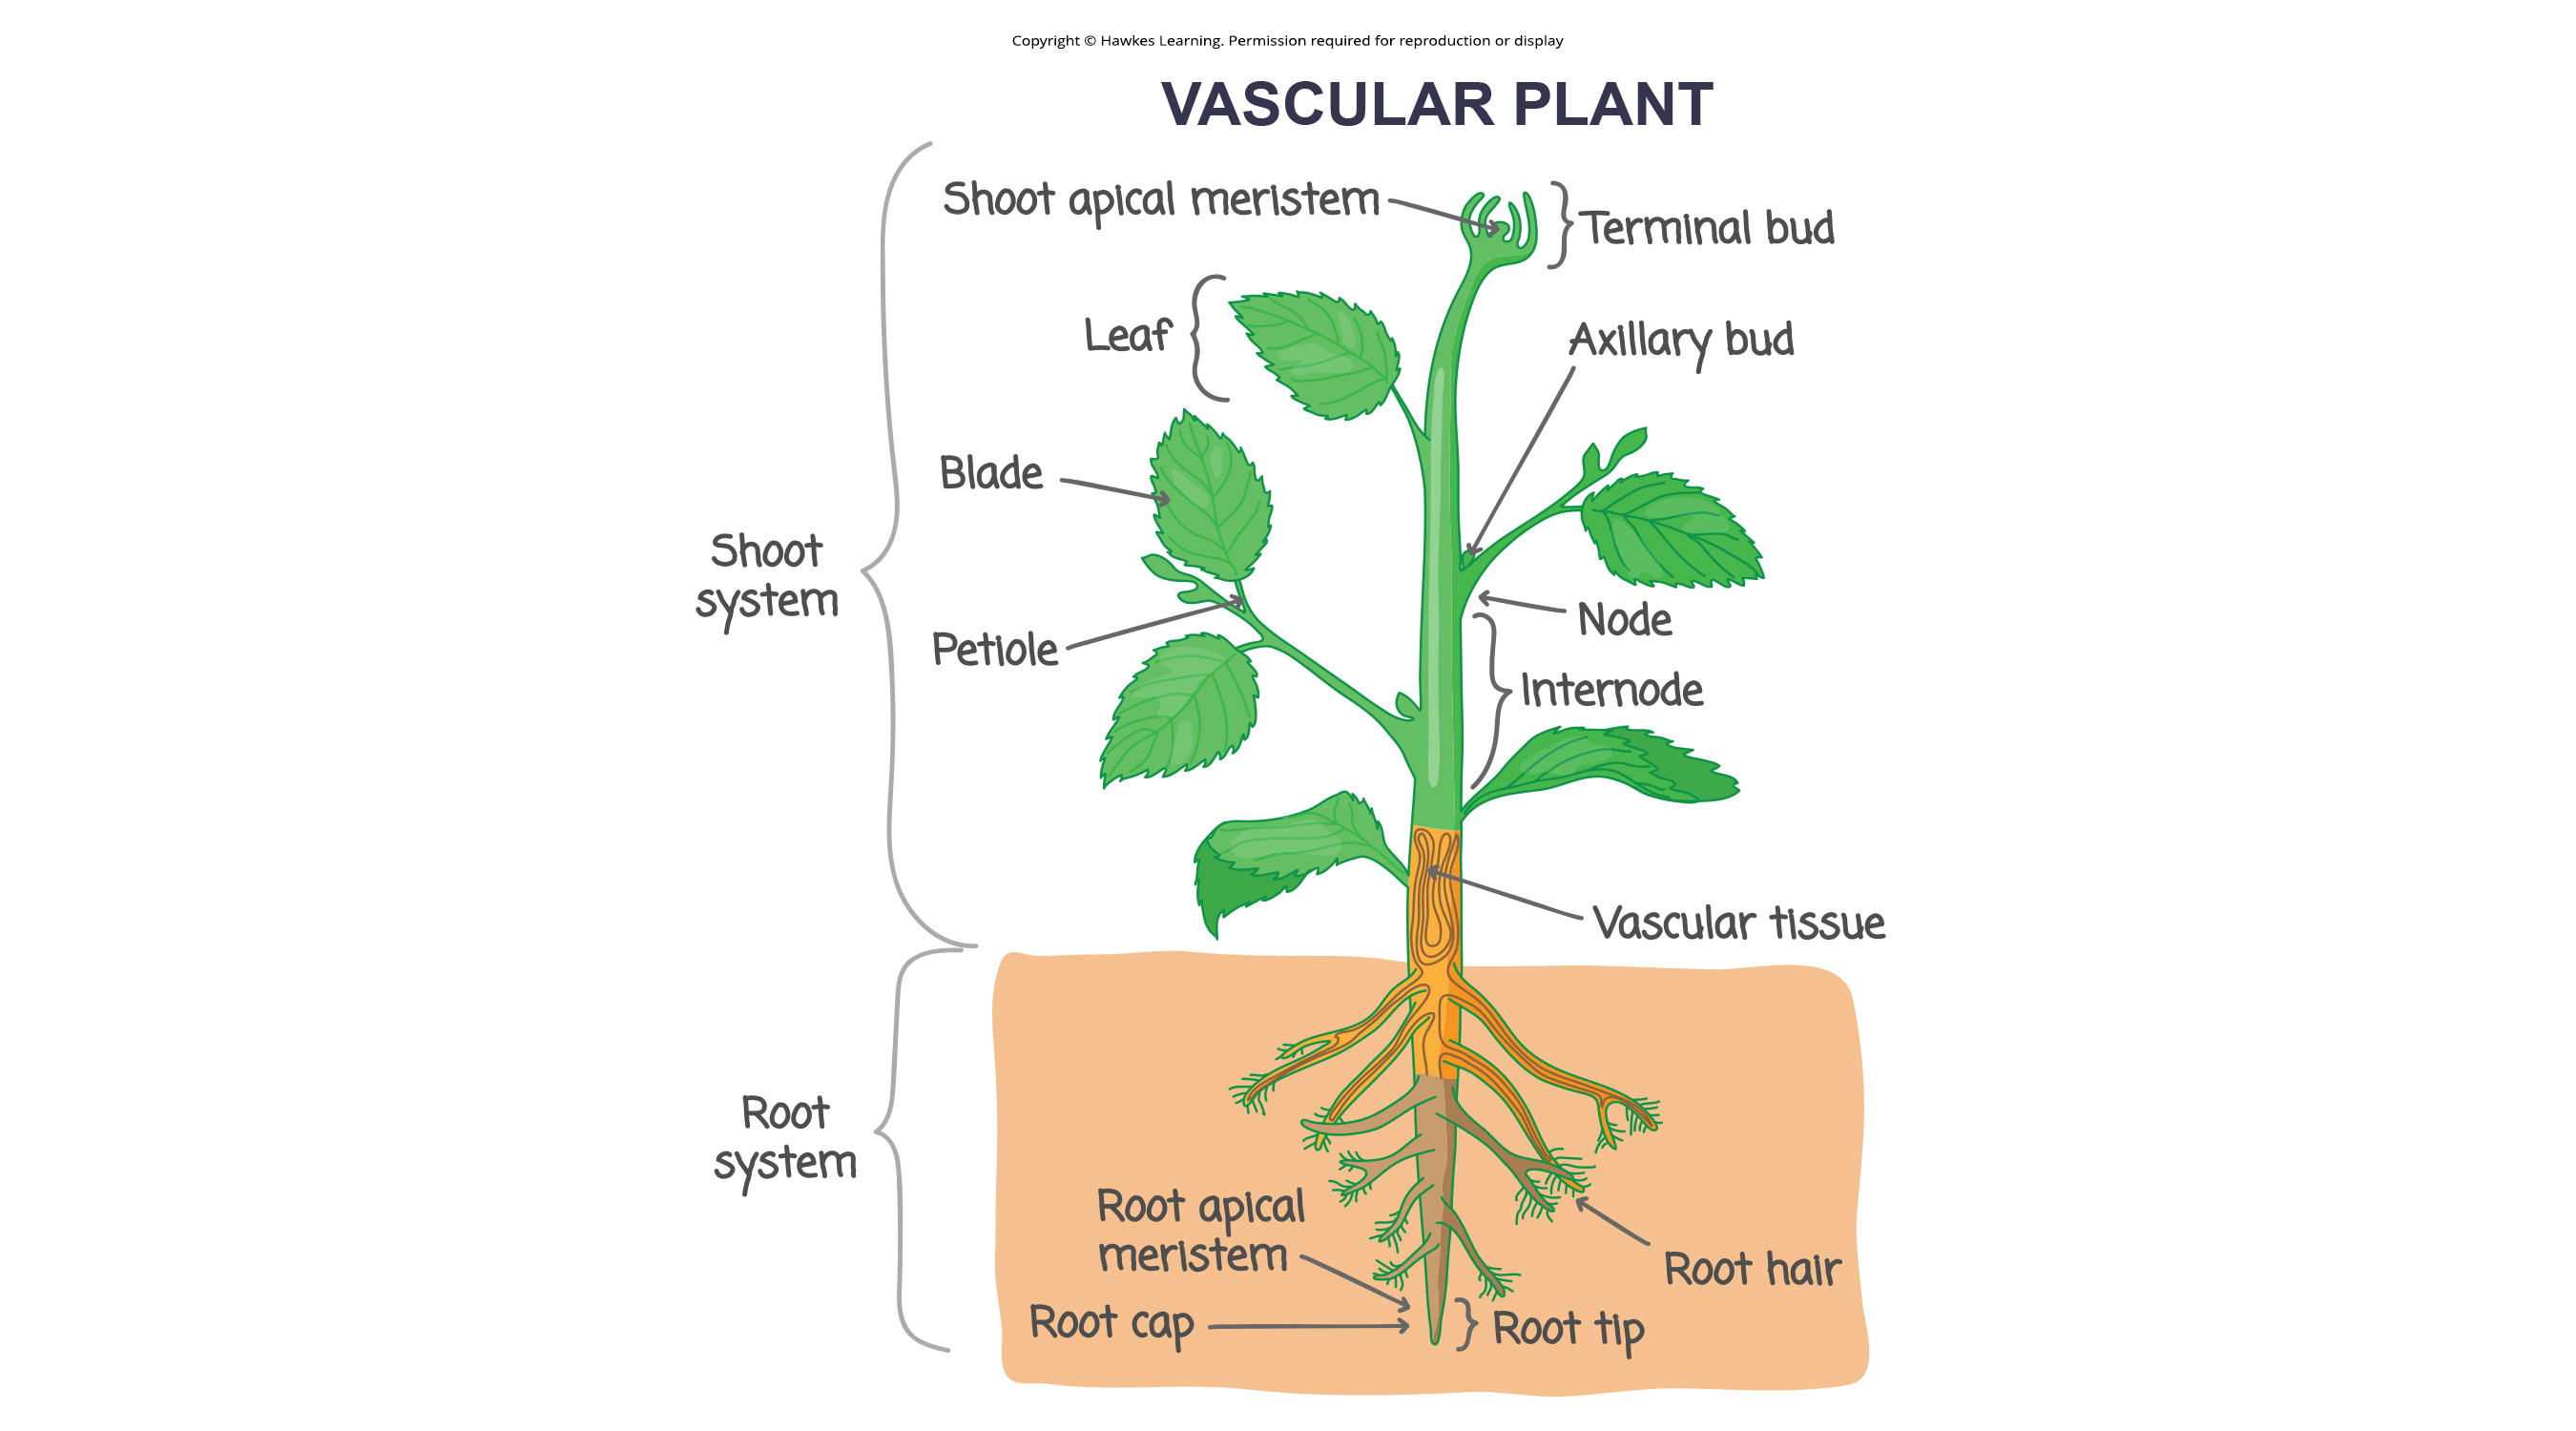 Copyright © Hawkes Learning. Permission required for reproduction or display
VASCULAR PLANT
Shoot apical meristem
Terminal bud
Leaf
Axillary bud
Blade
Shoot
system
Node
Petiole
Internode
Vascular tissue
Root
system
Root apical
meristem
Root hair
Root cap
Root tip